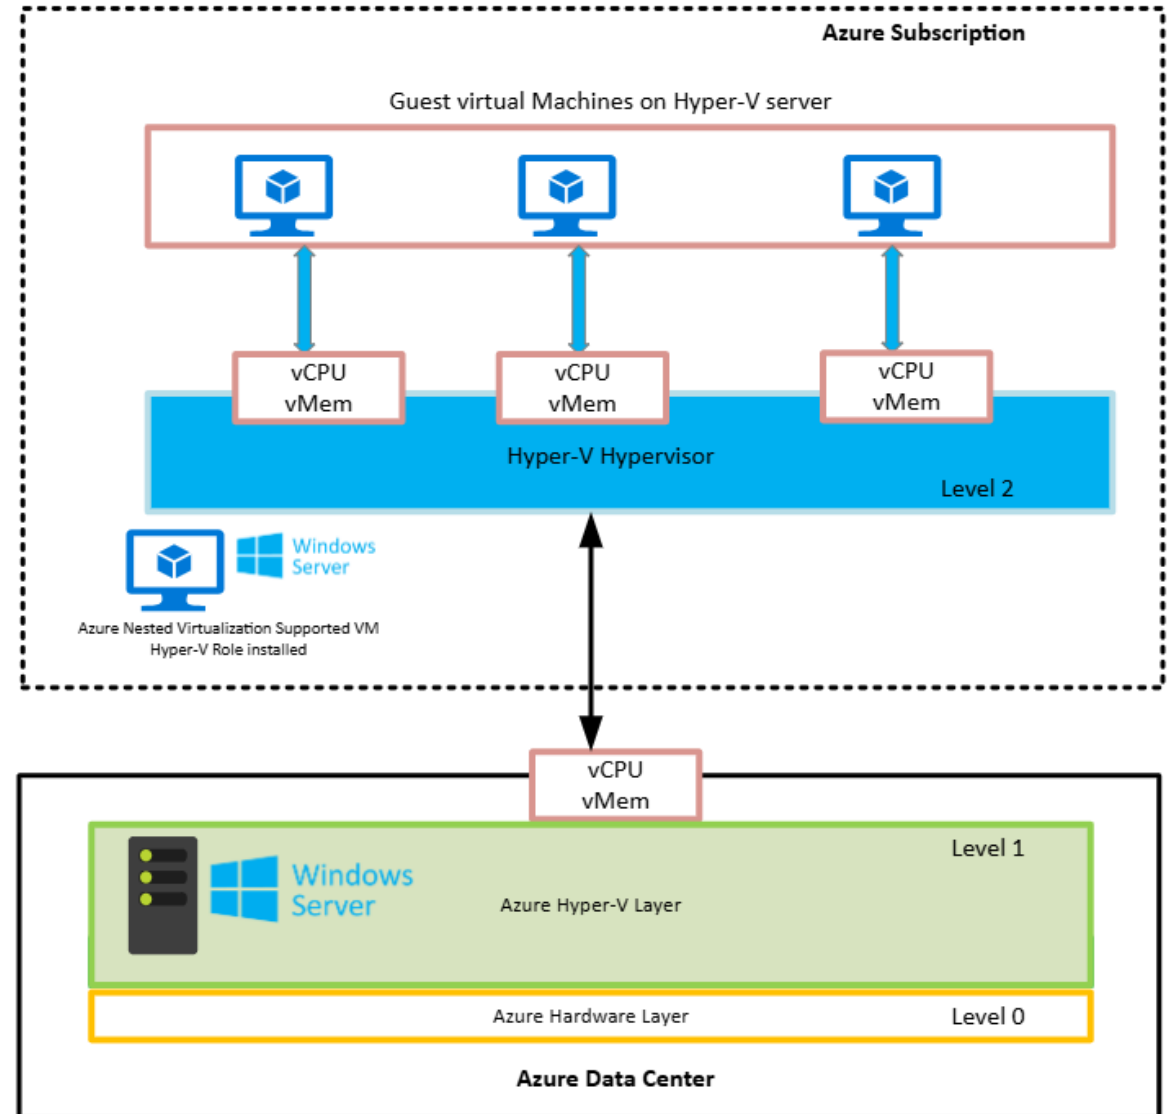 Azure Subscription
Guest virtual Machines on Hyper-V server
vCPU
vMem
vCPU
vMem
vCPU
vMem
Hyper-V Hypervisor
Level 2
Windows
Server
Azure Nested Virtualization Supported VM
Hyper-V Role installed
vCPU
vMem
Level 1
Windows
Server
Azure Hyper-V Layer
Azure Hardware Layer
Level 0
Azure Data Center